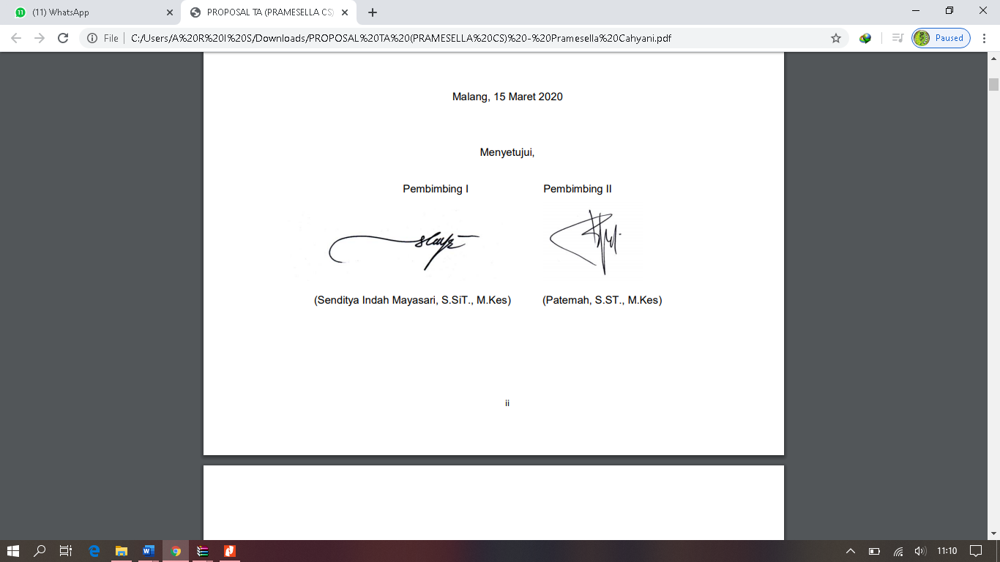 (11) WhatsApp
PROPOSAL TA (PRAMESELLA CS)
File
C:/Users/A%20R%20I%20S/Downloads/PROPOSAL%20TA%20(PRAMESELLA%20CS)%20-%20Pramesella%20Cahyani.pdf
Paused
Malang, 15 Maret 2020
Menyetujui,
Pembimbing I Pembimbing II
(Senditya Indah Mayasari, S.SiT., M.Kes) (Patemah, S.ST., M.Kes)
ii
11:10